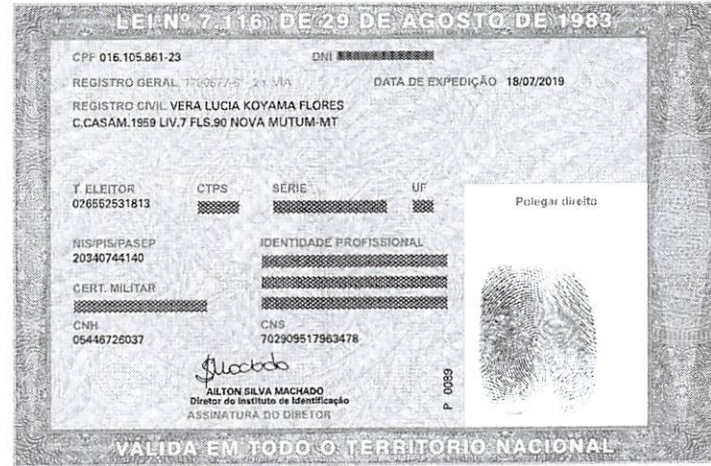 LEI Nº 7.116, DE 29 DE AGOSTO DE 1983
CPF 016.105.861-23 DNI
REGISTRO GERAL 2ª VIA DATA DE EXPEDIÇÃO 18/07/2019
REGISTRO CIVIL VERA LUCIA KOYAMA FLORES
C.CASAM.1959 LIV.7 FLS.90 NOVA MUTUM-MT
T. ELEITOR CTPS SÉRIE UF
026552531813
Polegar direito
NIS/PIS/PASEP IDENTIDADE PROFISSIONAL
20340744140
CERT. MILITAR
CNH CNS
05446726037 702909517963478
AILTON SILVA MACHADO
Diretor do Instituto de Identificação
ASSINATURA DO DIRETOR
P 0089
VÁLIDA EM TODO O TERRITÓRIO NACIONAL